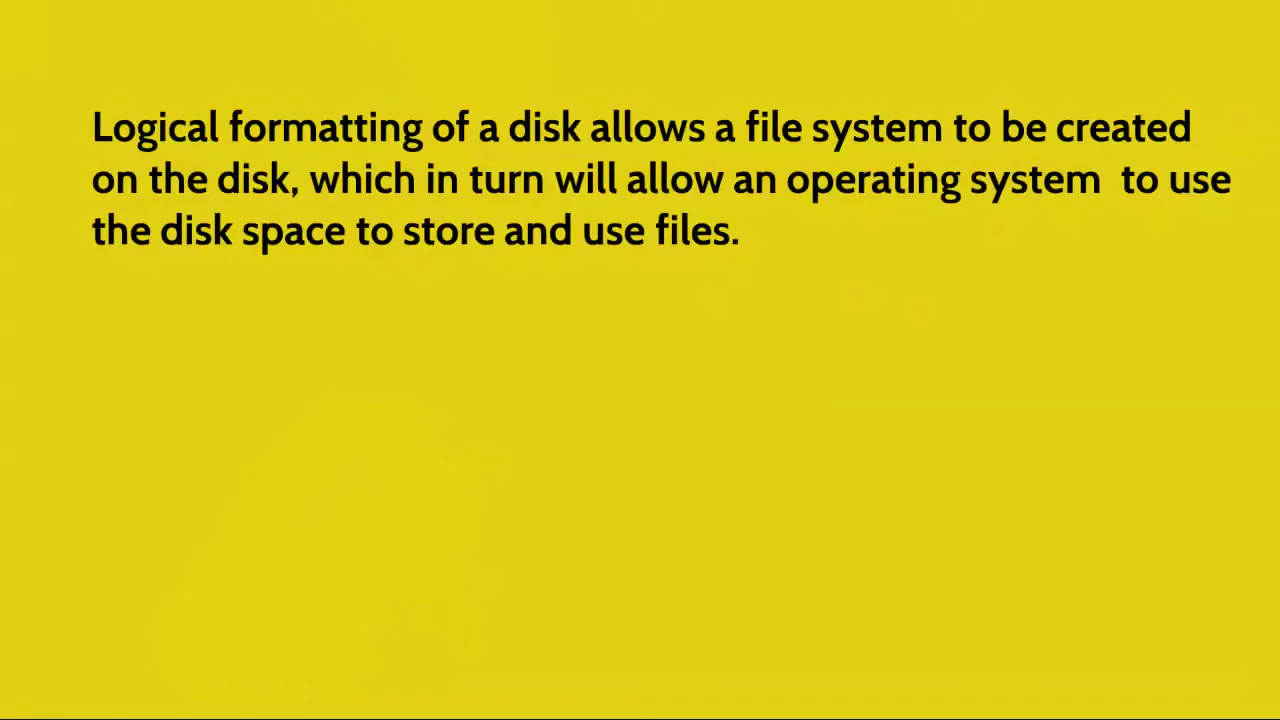 Logical formatting of a disk allows a file system to be created
on the disk, which in turn will allow an operating system  to use
the disk space to store and use files.